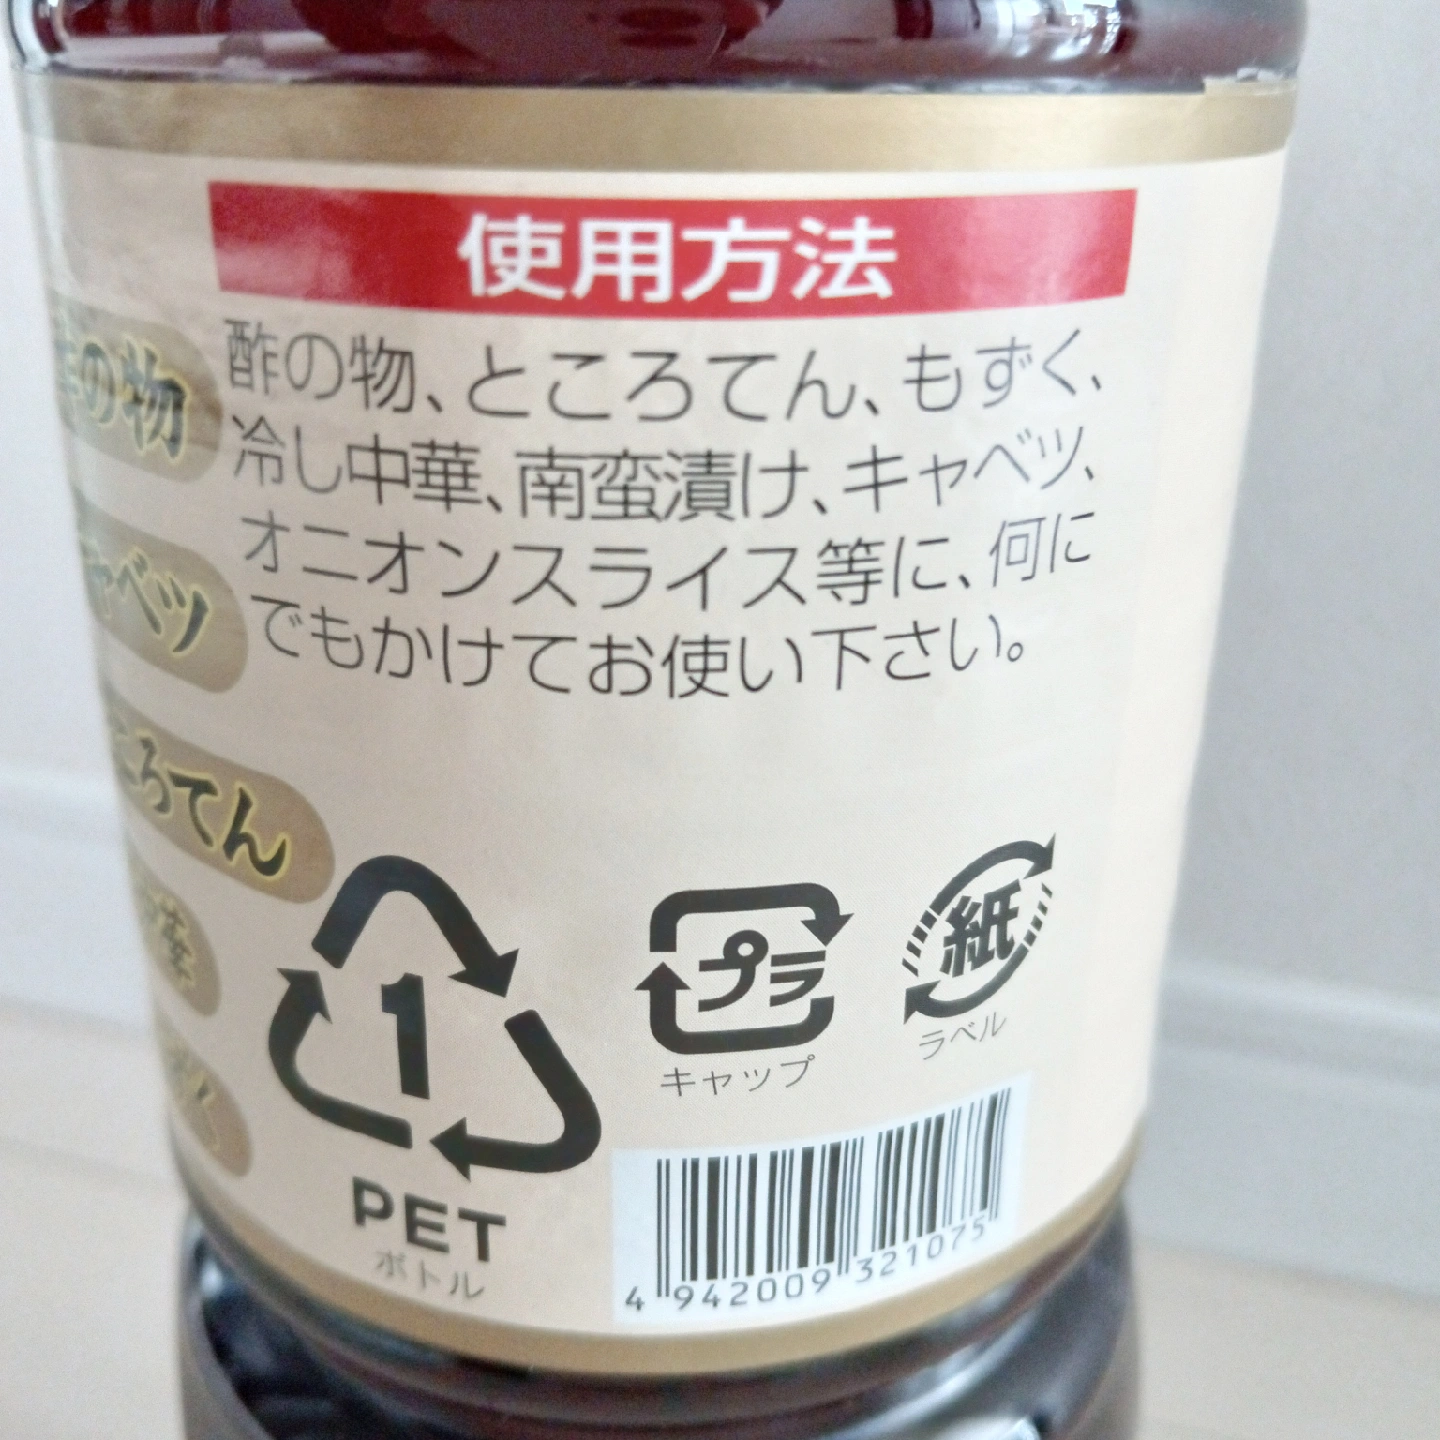 使用方法
酢の物、ところてん、もずく、
冷し中華、南蛮漬け、キャベツ、
オニオンスライス等に、何に
でもかけてお使い下さい。
の物
ベツ
ころてん
華
1
PET
ボトル
プラ
キャップ
紙
ラベル
4 942009 321075